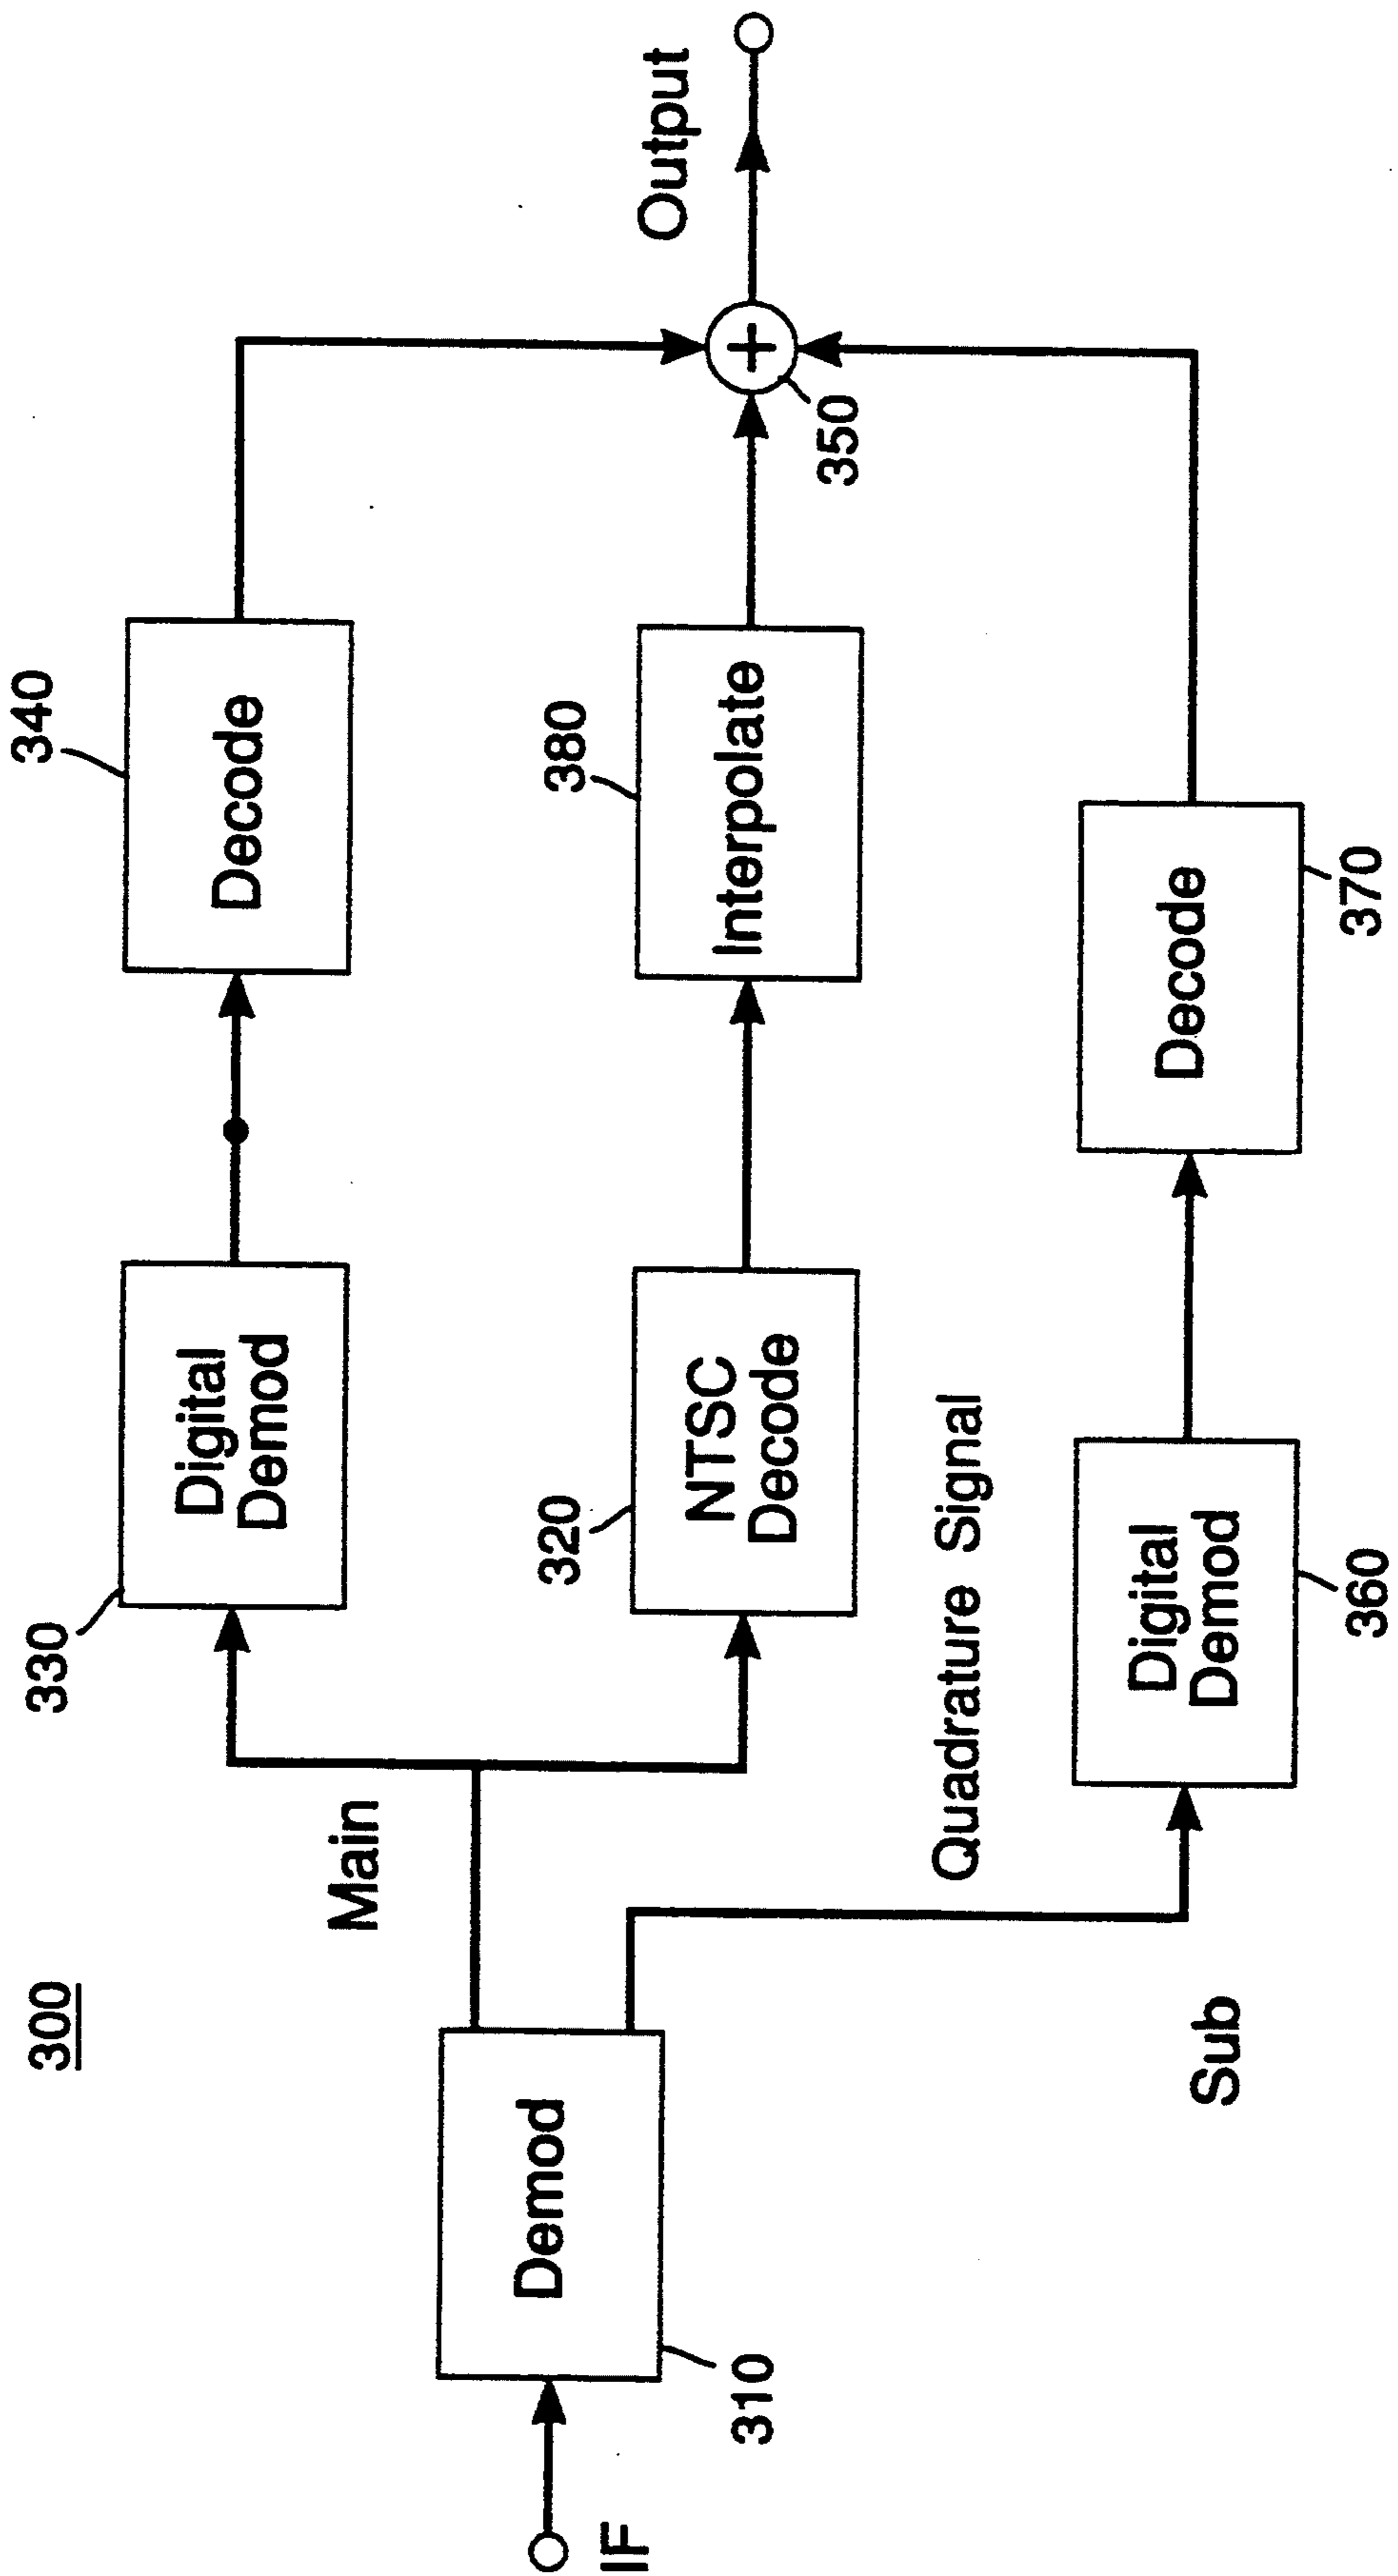 300
IF
Demod
310
Main
Sub
Quadrature Signal
330
Digital
Demod
320
NTSC
Decode
Digital
Demod
360
340
Decode
380
Interpolate
Decode
370
350
Output